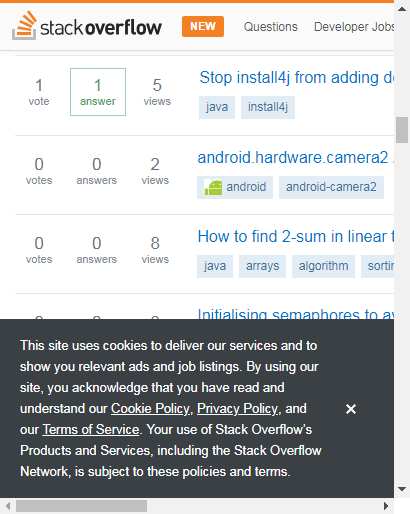 stackoverflow NEW Questions Developer Jobs
1 1 5 Stop install4j from adding
vote answer views java install4j
0 0 2 android.hardware.camera2
votes answers views android android-camera2
0 0 8 How to find 2-sum in linear
votes answers views java arrays algorithm
Initialising semaphores to
This site uses cookies to deliver our services and to
show you relevant ads and job listings. By using our
site, you acknowledge that you have read and
understand our Cookie Policy, Privacy Policy, and
our Terms of Service. Your use of Stack Overflow's
Products and Services, including the Stack Overflow
Network, is subject to these policies and terms.